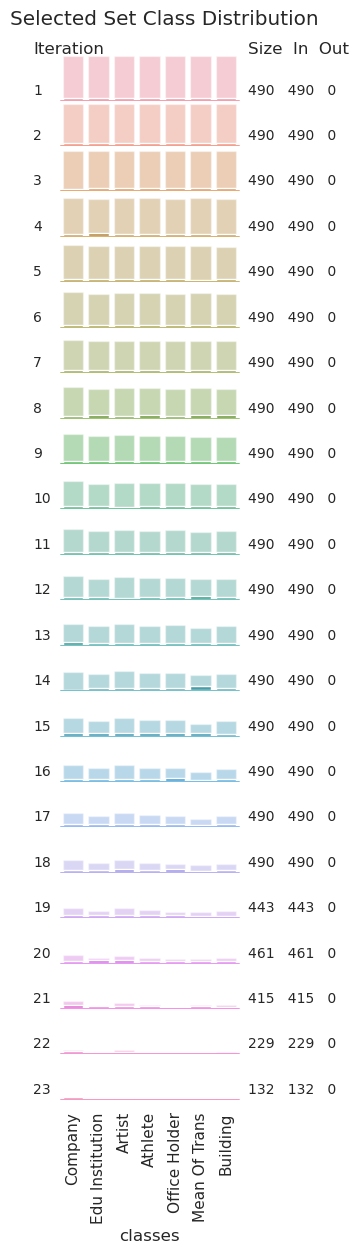 Selected Set Class Distribution
Iteration Size In Out
1 490 490 0
2 490 490 0
3 490 490 0
4 490 490 0
5 490 490 0
6 490 490 0
7 490 490 0
8 490 490 0
9 490 490 0
10 490 490 0
11 490 490 0
12 490 490 0
13 490 490 0
14 490 490 0
15 490 490 0
16 490 490 0
17 490 490 0
18 490 490 0
19 443 443 0
20 461 461 0
21 415 415 0
22 229 229 0
23 132 132 0
Company
Edu Institution
Artist
Athlete
Office Holder
Mean Of Trans
Building
classes